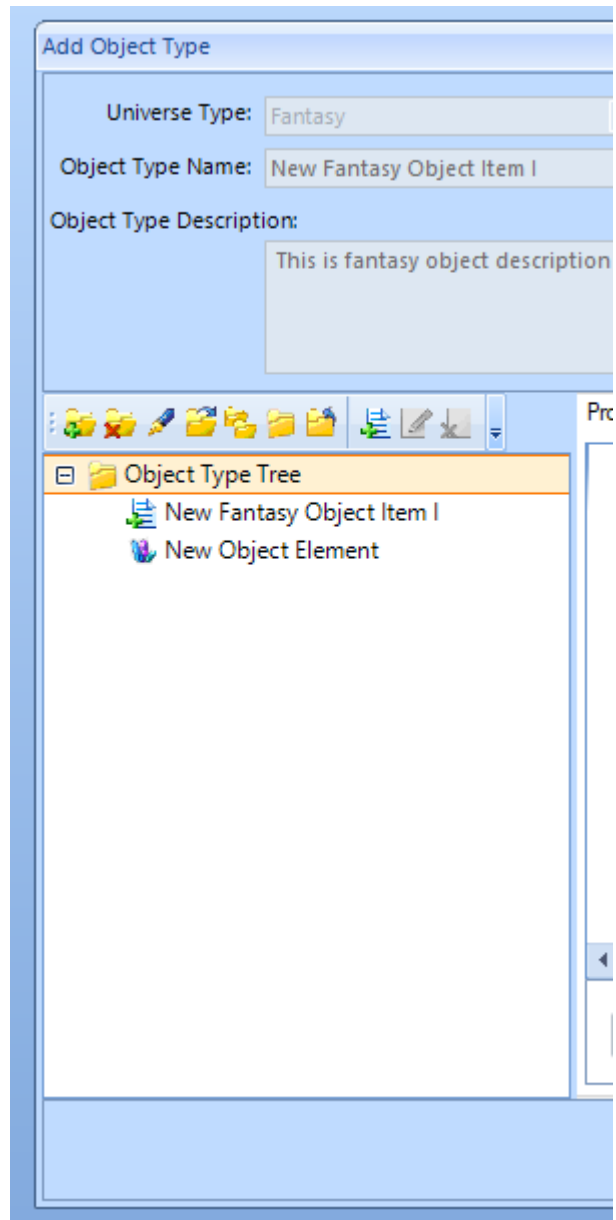 Add Object Type
Universe Type: Fantasy
Object Type Name: New Fantasy Object Item I
Object Type Description:
This is fantasy object description
Object Type Tree
New Fantasy Object Item I
New Object Element